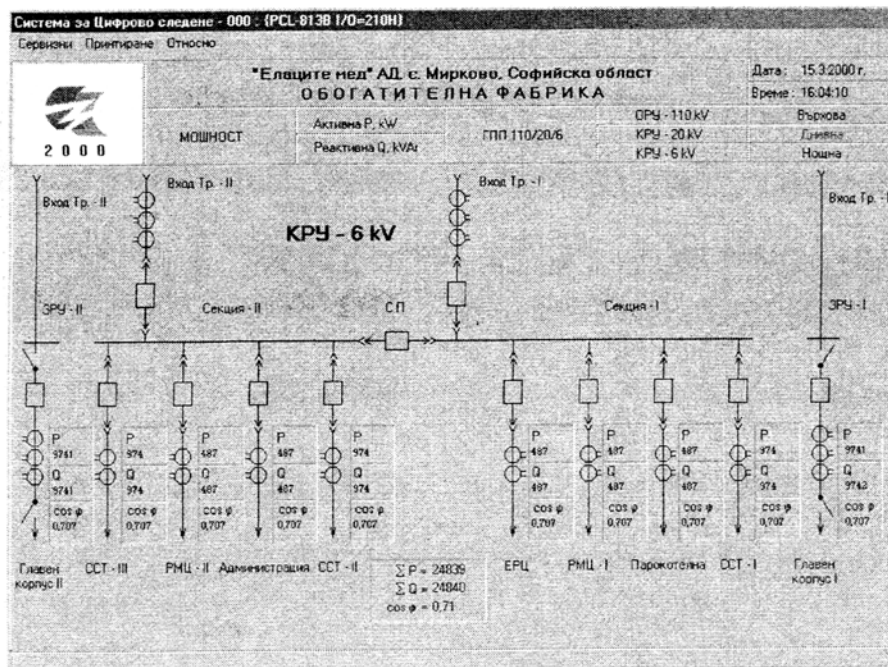 Система за Цифрово следене - 000 : (PCL-813B I/O=210H)
Сервизни Принтиране Относно
2000
"Елаците мед" АД, с. Мирково, Софийска област
ОБОГАТИТЕЛНА ФАБРИКА
Дата : 15.3.2000 г.
Време : 16:04:10
МОШНОСТ
Активна P, kW
Реактивна Q, kVAr
ГПП 110/20/6
ОРУ - 110 kV
КРУ - 20 kV
КРУ - 6 kV
Върхова
Дневна
Нощна
Вход Тр. - II
Вход Тр. - II
Вход Тр. - I
Вход Тр. - I
КРУ - 6 kV
ЗРУ - II
Секция - II
С.П
Секция - I
ЗРУ - I
P P P P P P P P P P
9741 974 487 487 974 487 487 487 974 9741
Q Q Q Q Q Q Q Q Q Q
9741 974 487 487 974 487 487 487 974 9742
cos φ cos φ cos φ cos φ cos φ cos φ cos φ cos φ cos φ cos φ
0,707 0,707 0,707 0,707 0,707 0,707 0,707 0,707 0,707 0,707
Главен корпус II
ССТ - III
РМЦ - II
Администрация
ССТ - II
ЕРЦ
РМЦ - I
Парокотелна
ССТ - I
Главен корпус I
∑ P = 24839
∑ Q = 24840
cos φ = 0,71